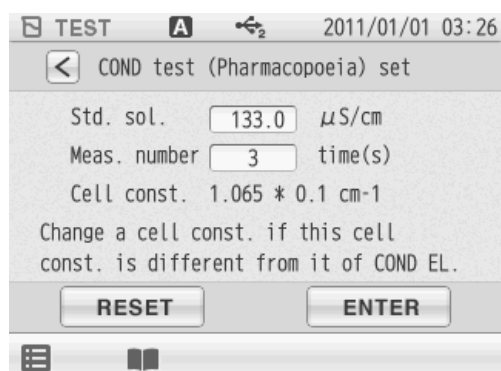 TEST A 2 2011/01/01 03:26
< COND test (Pharmacopoeia) set
Std. sol. 133.0 μS/cm
Meas. number 3 time(s)
Cell const. 1.065 * 0.1 cm-1
Change a cell const. if this cell
const. is different from it of COND EL.
RESET ENTER